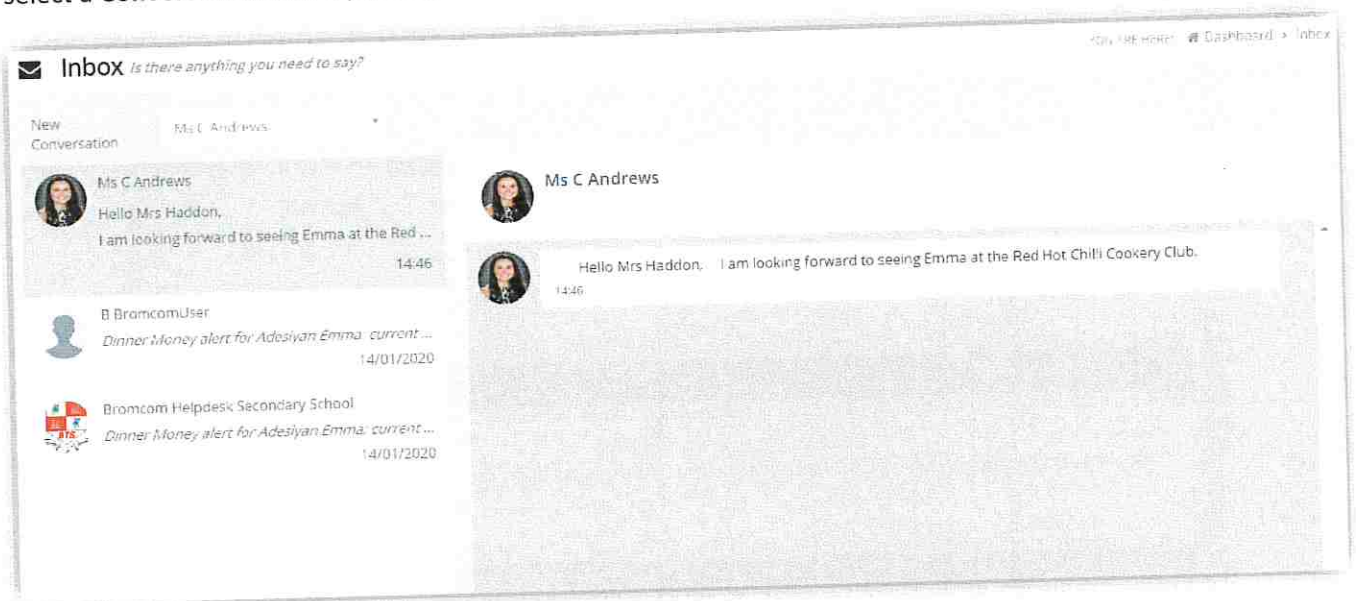 select a Conver
YOU ARE HERE: Dashboard > Inbox
Inbox Is there anything you need to say?
New
Conversation
Ms C Andrews
Ms C Andrews
Hello Mrs Haddon,
I am looking forward to seeing Emma at the Red ...
14:46
B BromcomUser
Dinner Money alert for Adesiyan Emma: current ...
14/01/2020
Bromcom Helpdesk Secondary School
Dinner Money alert for Adesiyan Emma: current ...
14/01/2020
Ms C Andrews
Hello Mrs Haddon, I am looking forward to seeing Emma at the Red Hot Chilli Cookery Club.
14:46